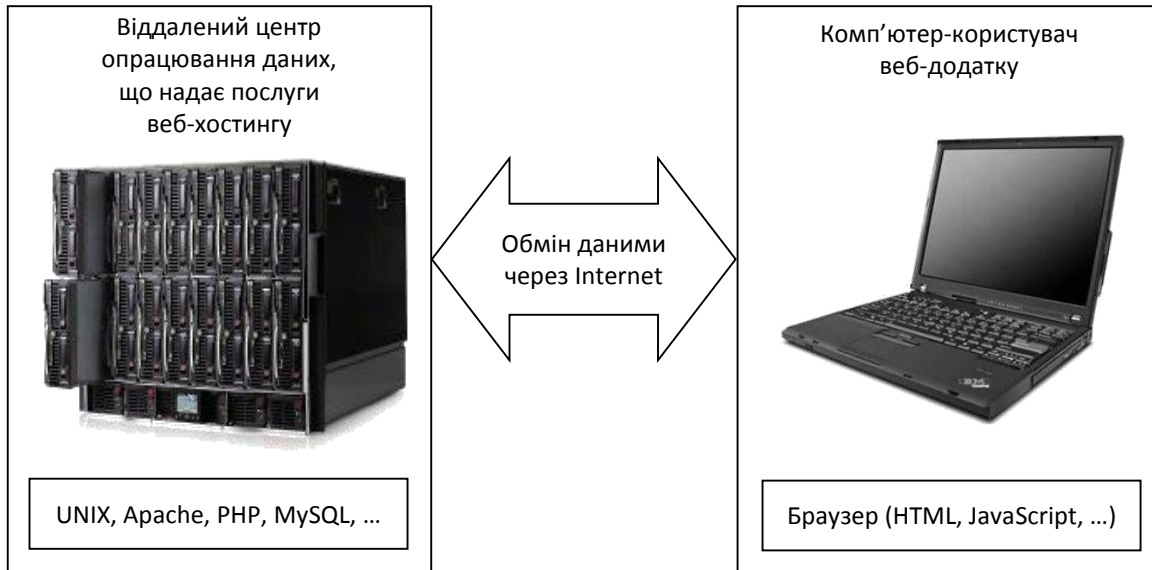 Віддалений центр
опрацювання даних,
що надає послуги
веб-хостингу
UNIX, Apache, PHP, MySQL, …
Обмін даними
через Internet
Комп’ютер-користувач
веб-додатку
IBM
Браузер (HTML, JavaScript, …)